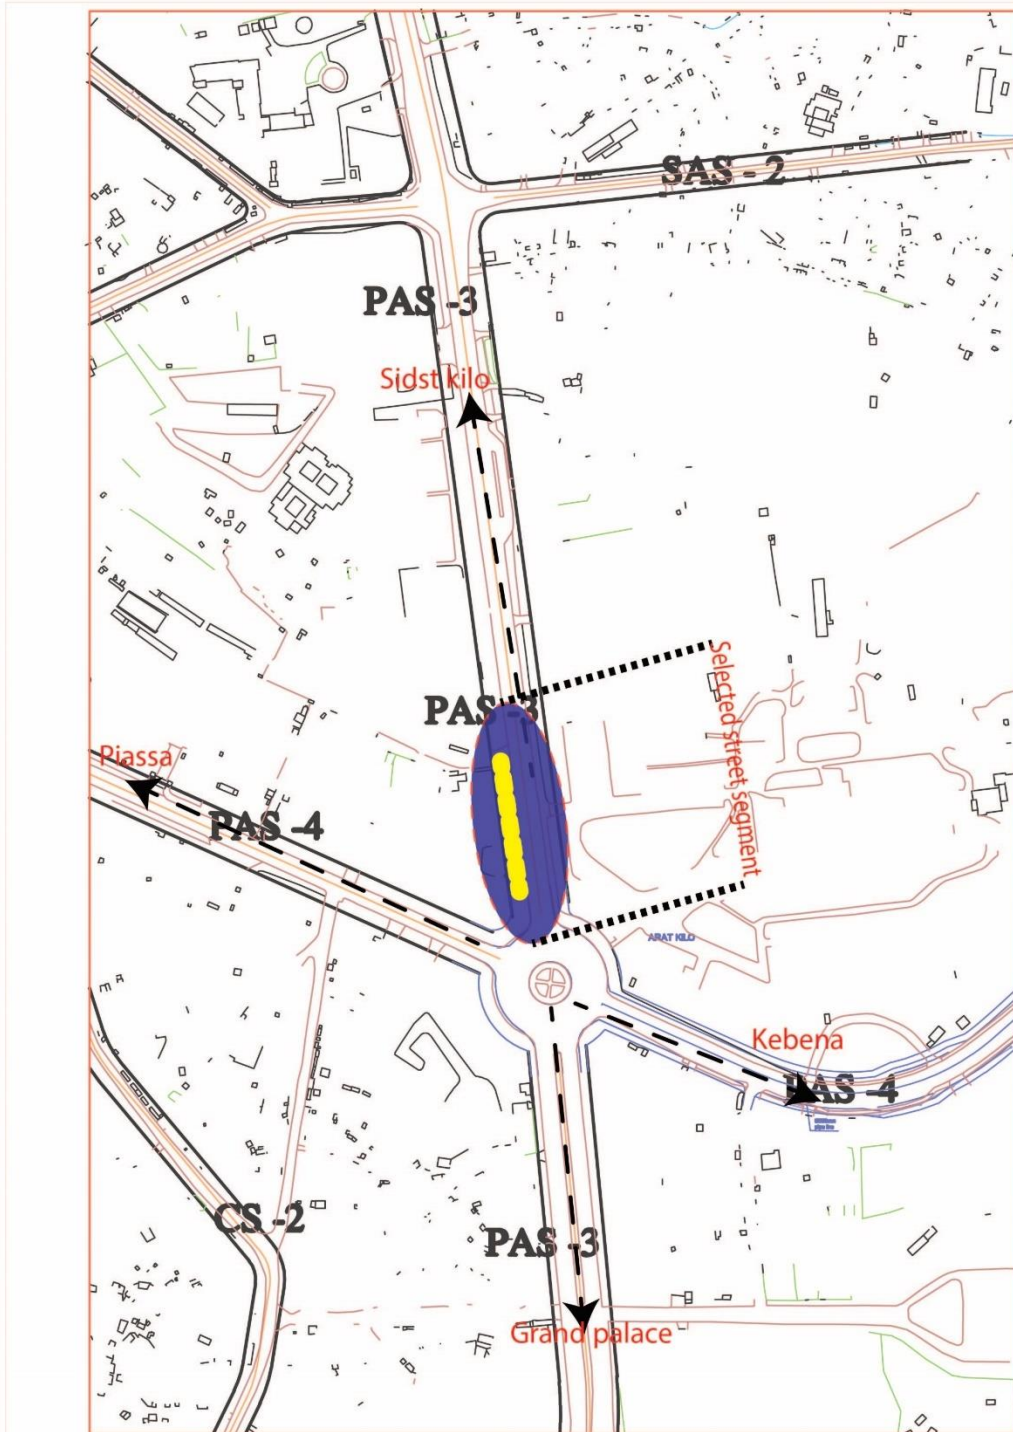 SAS - 2
PAS -3
Sidst kilo
Selected street segment
PAS -3
Piassa
PAS -4
ARAT KILO
Kebena
PAS -4
CS -2
PAS -3
Grand palace